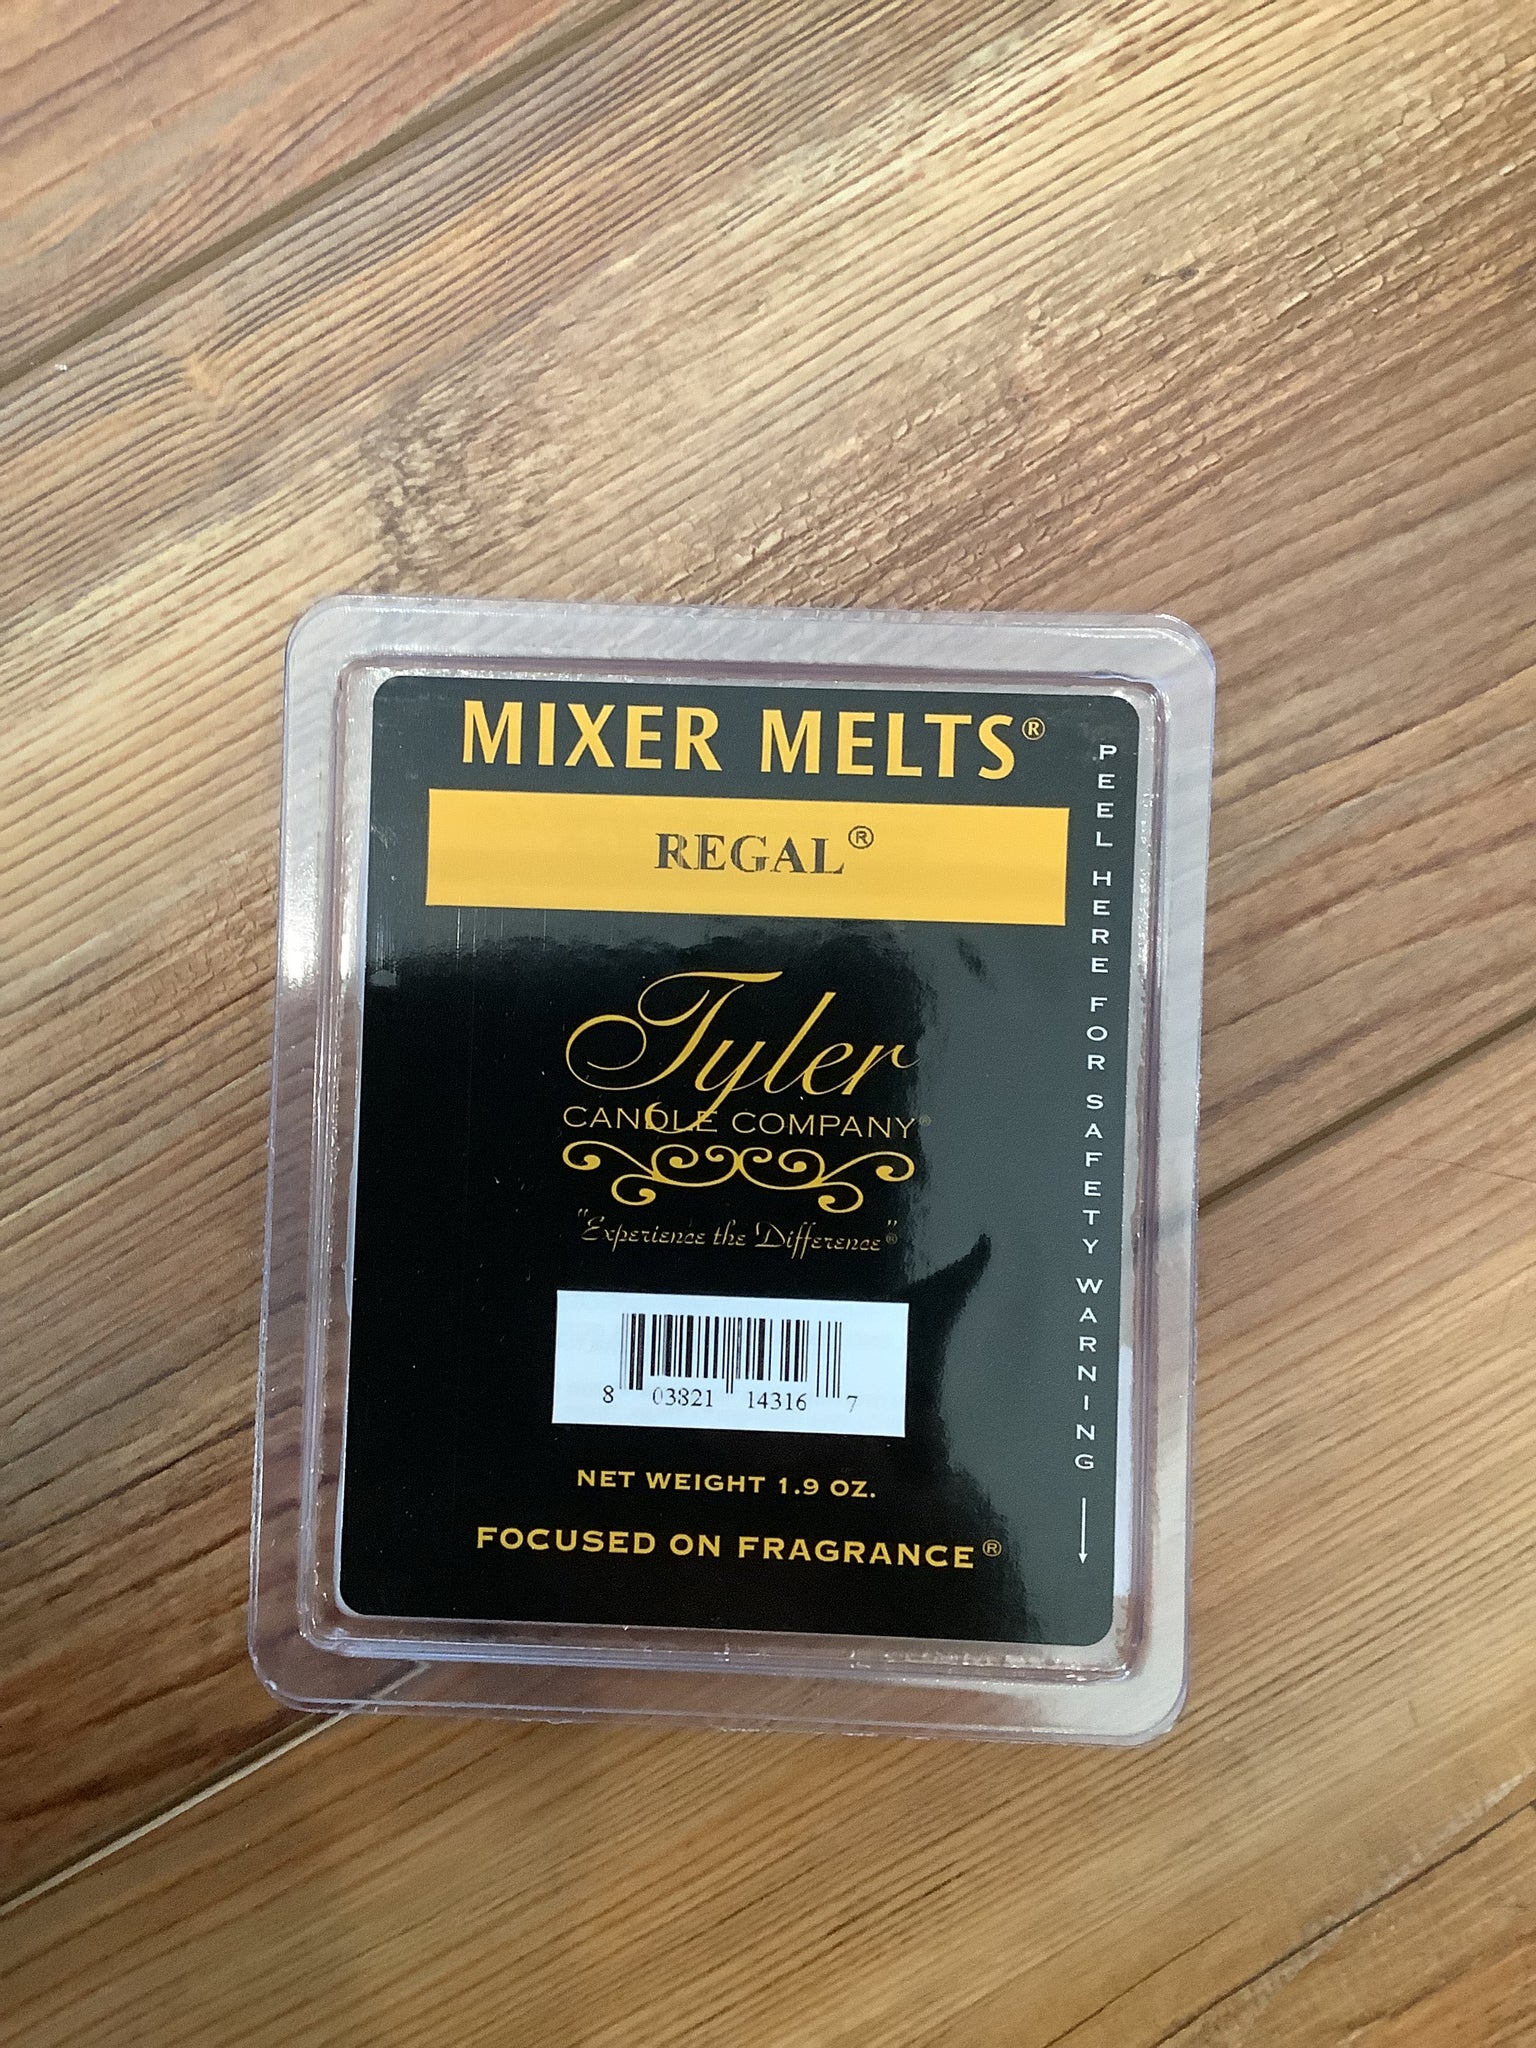 MIXER MELTS®
REGAL®
Tyler
CANDLE COMPANY®
"Experience the Difference"®
8 03821 14316 7
NET WEIGHT 1.9 OZ.
FOCUSED ON FRAGRANCE®
PEEL HERE FOR SAFETY WARNING